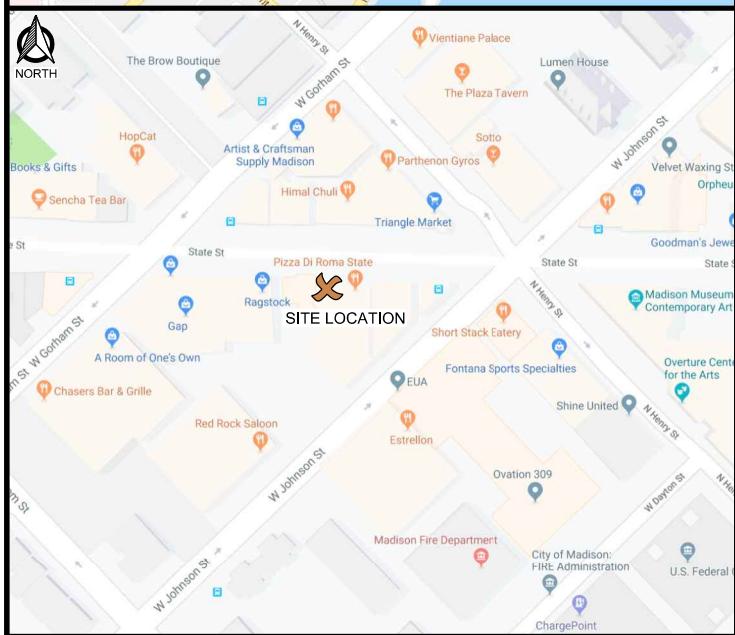 NORTH
N Henry St
Vientiane Palace
The Brow Boutique
W Gorham St
Lumen House
The Plaza Tavern
HopCat
Artist & Craftsman
Supply Madison
Sotto
W Johnson St
Books & Gifts
Parthenon Gyros
Velvet Waxing St
Himal Chuli
Orpheu
Sencha Tea Bar
Triangle Market
e St
State St
Goodman's Jewe
Pizza Di Roma State
State St
State S
Ragstock
SITE LOCATION
N Henry St
Madison Museum
Contemporary Art
Gap
Short Stack Eatery
W Gorham St
A Room of One's Own
Fontana Sports Specialties
Overture Cente
for the Arts
m St
Chasers Bar & Grille
EUA
Shine United
Red Rock Saloon
Estrellon
N Henry St
W Johnson St
Ovation 309
W Dayton St
N He
m St
Madison Fire Department
City of Madison:
FIRE Administration
U.S. Federal
W Johnson St
ChargePoint